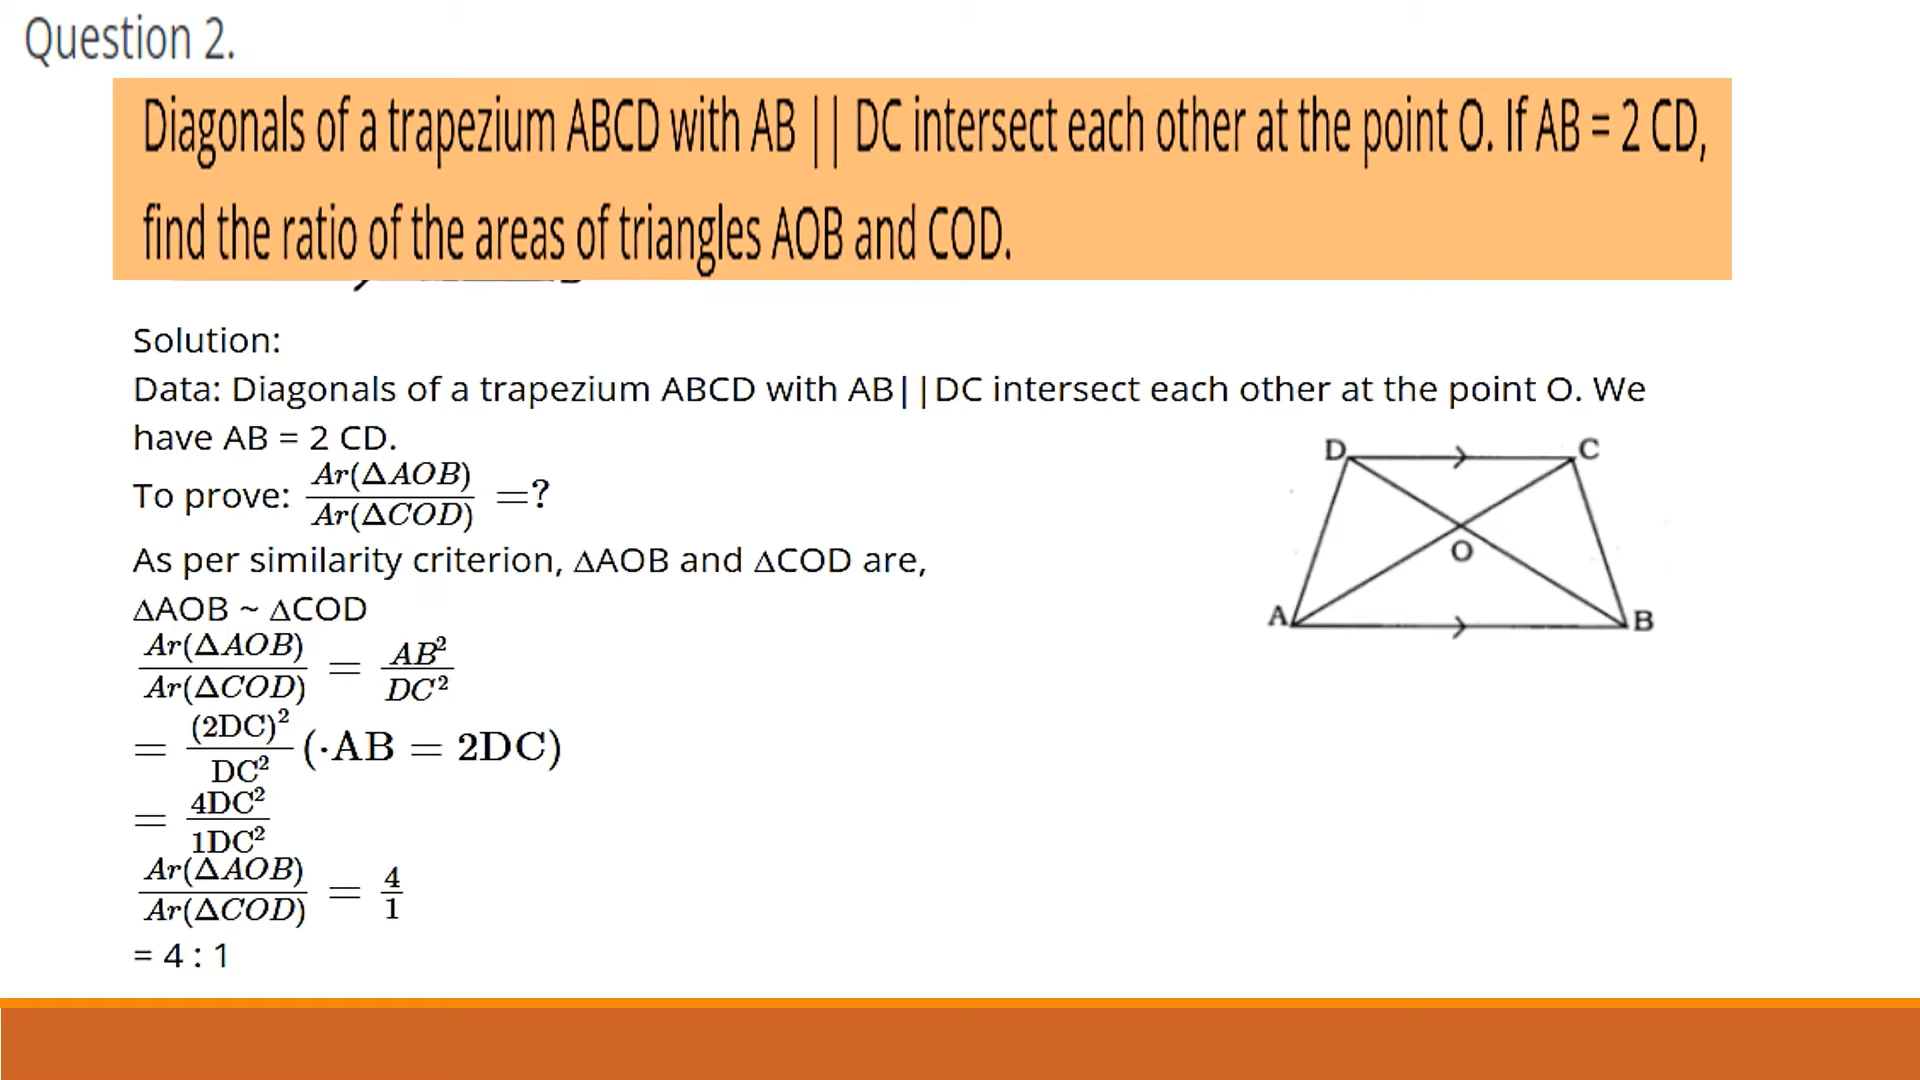 Question 2.
Diagonals of a trapezium ABCD with AB || DC intersect each other at the point O. If AB = 2 CD,
find the ratio of the areas of triangles AOB and COD.
Solution:
Data: Diagonals of a trapezium ABCD with AB||DC intersect each other at the point O. We
have AB = 2 CD.
To prove: Ar(ΔAOB)/Ar(ΔCOD) =?
As per similarity criterion, ΔAOB and ΔCOD are,
ΔAOB ~ ΔCOD
Ar(ΔAOB)/Ar(ΔCOD) = AB²/DC²
= (2DC)²/DC² (·AB = 2DC)
= 4DC²/1DC²
Ar(ΔAOB)/Ar(ΔCOD) = 4/1
= 4 : 1
D C
O
A B